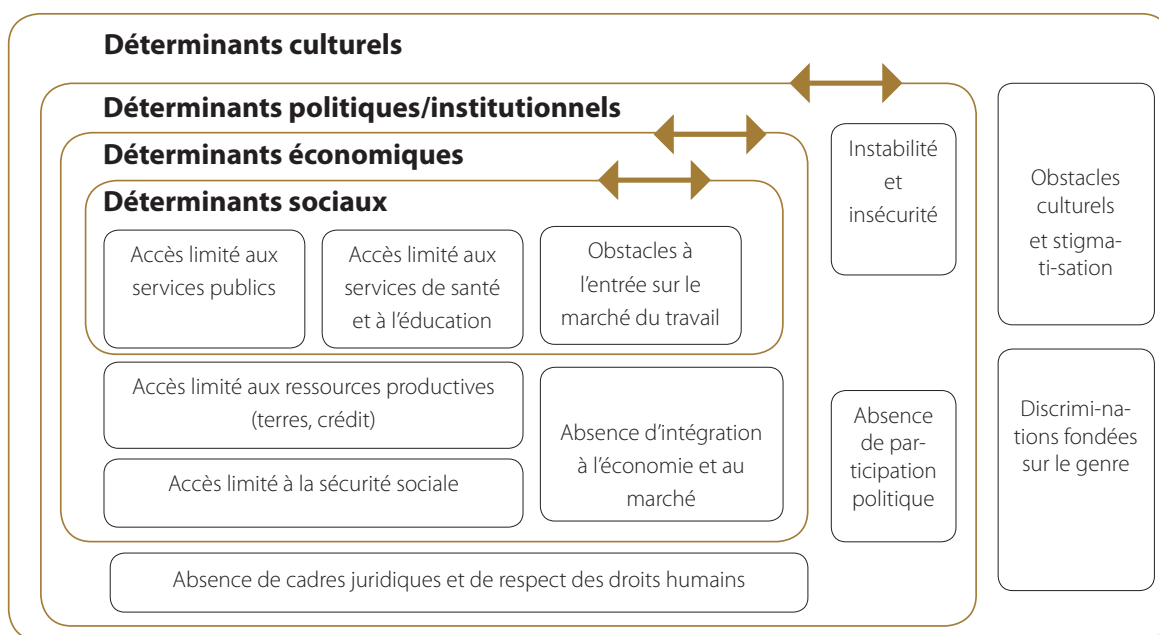 Déterminants culturels
Déterminants politiques/institutionnels
Déterminants économiques
Déterminants sociaux
Accès limité aux
services publics
Accès limité aux
services de santé
et à l’éducation
Obstacles à
l’entrée sur le
marché du travail
Accès limité aux ressources productives
(terres, crédit)
Accès limité à la sécurité sociale
Absence d’intégration
à l’économie et au
marché
Absence de cadres juridiques et de respect des droits humains
Instabilité
et
insécurité
Absence
de par-
ticipation
politique
Obstacles
culturels
et stigma-
ti-sation
Discrimi-na-
tions fondées
sur le genre